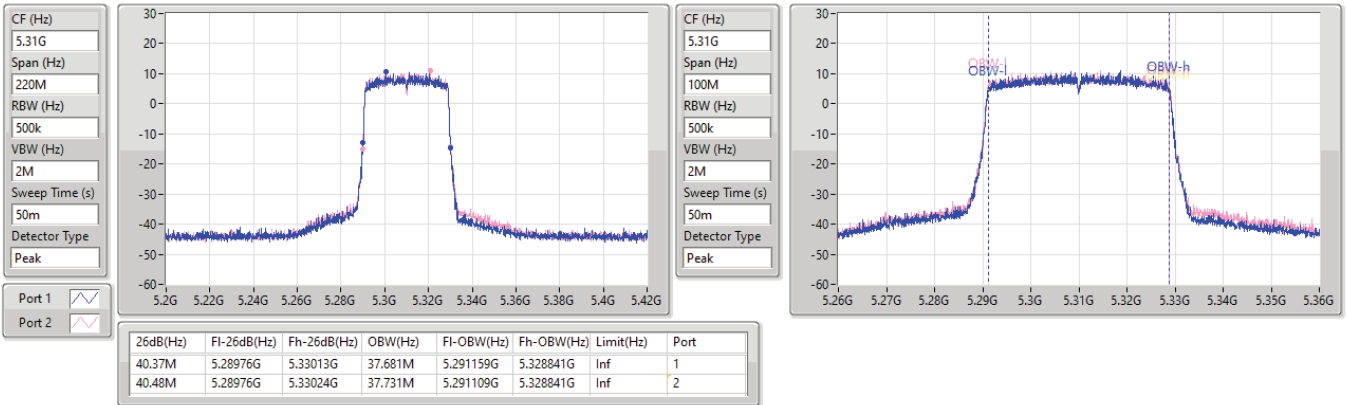 CF (Hz)
5.31G
Span (Hz)
220M
RBW (Hz)
500k
VBW (Hz)
2M
Sweep Time (s)
50m
Detector Type
Peak
Port 1
Port 2
30
20
10
0
-10
-20
-30
-40
-50
-60
5.2G 5.22G 5.24G 5.26G 5.28G 5.3G 5.32G 5.34G 5.36G 5.38G 5.4G 5.42G
CF (Hz)
5.31G
Span (Hz)
100M
RBW (Hz)
500k
VBW (Hz)
2M
Sweep Time (s)
50m
Detector Type
Peak
30
20
10
0
-10
-20
-30
-40
-50
-60
OBW-l
OBW-h
5.26G 5.27G 5.28G 5.29G 5.3G 5.31G 5.32G 5.33G 5.34G 5.35G 5.36G
26dB(Hz) Fl-26dB(Hz) Fh-26dB(Hz) OBW(Hz) Fl-OBW(Hz) Fh-OBW(Hz) Limit(Hz) Port
40.37M 5.28976G 5.33013G 37.681M 5.291159G 5.328841G Inf 1
40.48M 5.28976G 5.33024G 37.731M 5.291109G 5.328841G Inf 2